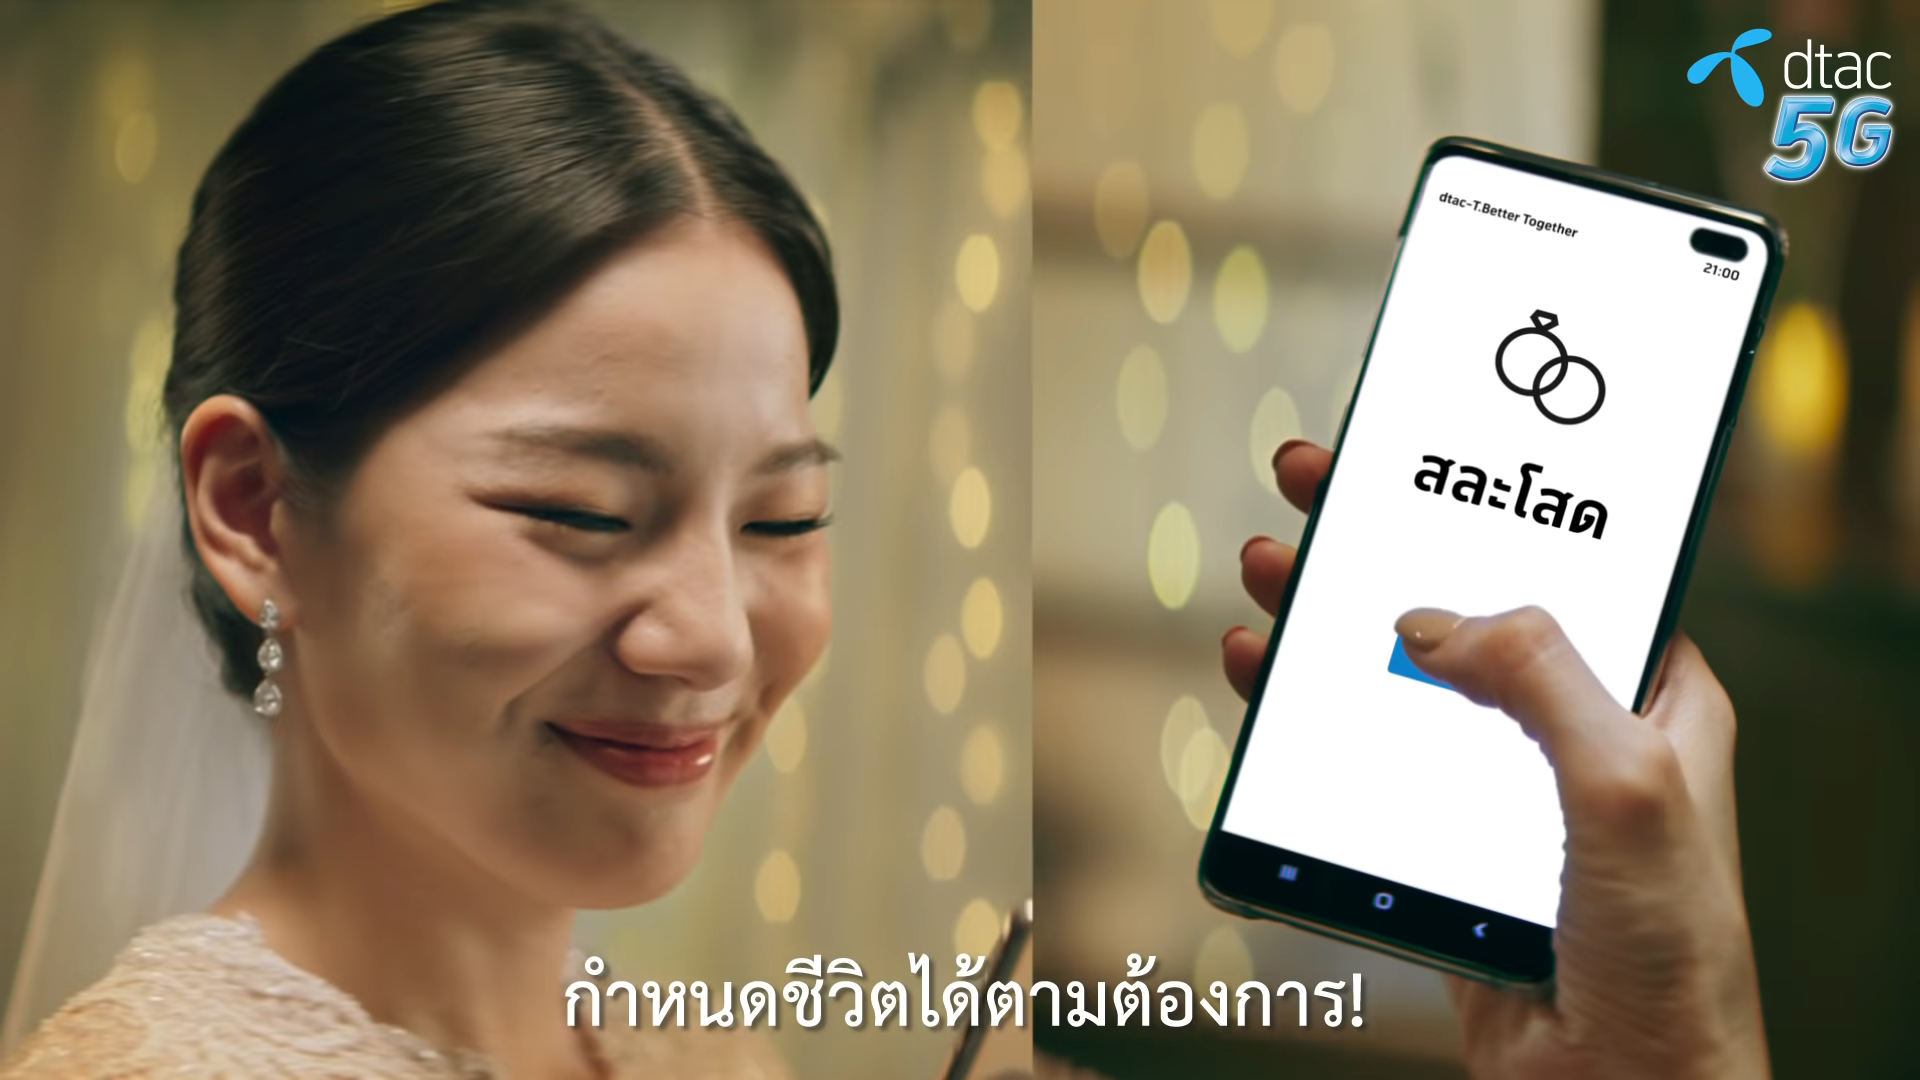 dtac
5G
dtac-T.Better Together
21:00
สละโสด
กำหนดชีวิตได้ตามต้องการ!